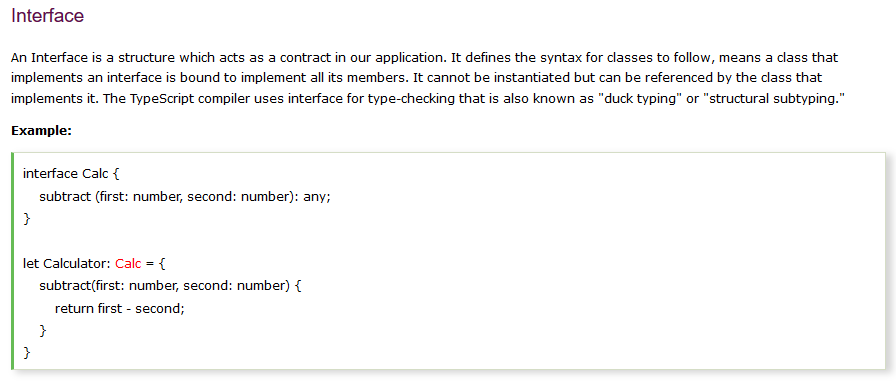 Interface
An Interface is a structure which acts as a contract in our application. It defines the syntax for classes to follow, means a class that
implements an interface is bound to implement all its members. It cannot be instantiated but can be referenced by the class that
implements it. The TypeScript compiler uses interface for type-checking that is also known as "duck typing" or "structural subtyping."
Example:
interface Calc {
    subtract (first: number, second: number): any;
}
let Calculator: Calc = {
    subtract(first: number, second: number) {
        return first - second;
    }
}